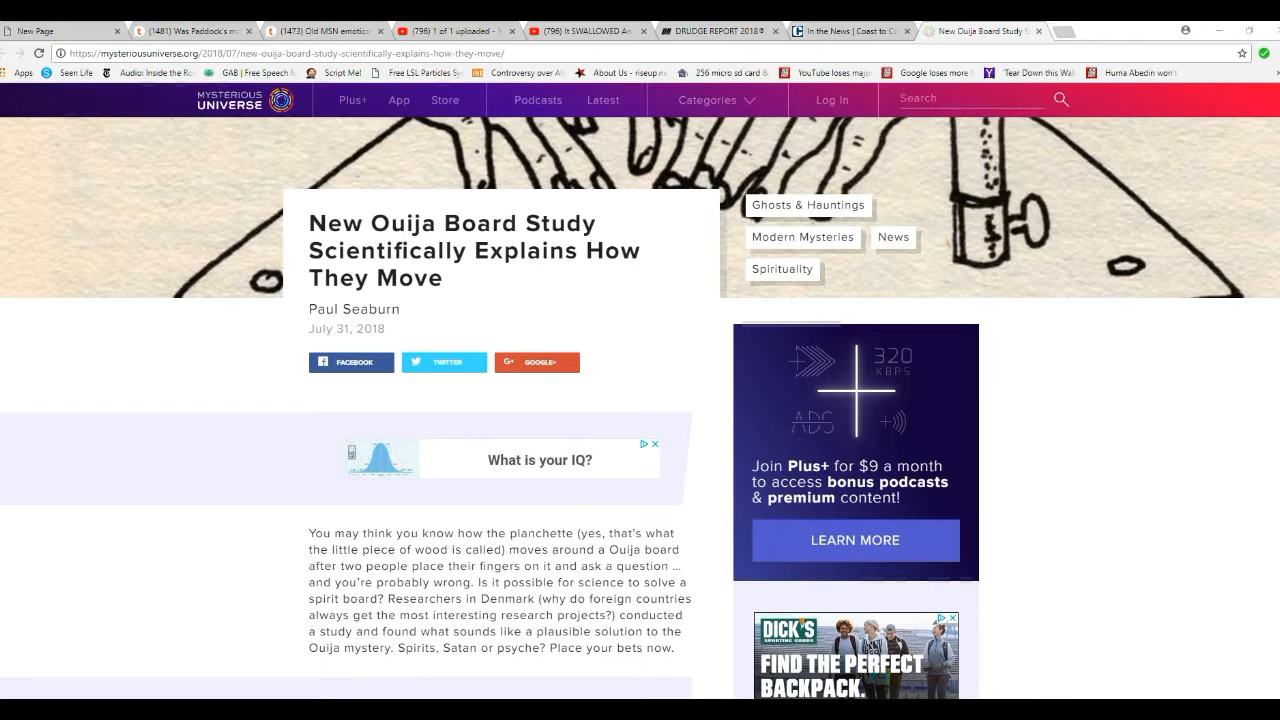 New Page
(1481) Was Paddock's m
(1473) Old MSN emotico
(796) 1 of 1 uploaded -
(796) It SWALLOWED An
DRUDGE REPORT 2018®
In the News | Coast to Co
New Ouija Board Study S
https://mysteriousuniverse.org/2018/07/new-ouija-board-study-scientifically-explains-how-they-move/
Apps
Seen Life
Audio: Inside the Ro
GAB | Free Speech f
Script Me!
Free LSL Particles Sy
Controversy over Al
About Us - riseup.ne
256 micro sd card &
YouTube loses major
Google loses more t
'Tear Down this Wall
Huma Abedin won't
MYSTERIOUS
UNIVERSE
Plus+
App
Store
Podcasts
Latest
Categories
Log In
Search
New Ouija Board Study
Scientifically Explains How
They Move
Paul Seaburn
July 31, 2018
FACEBOOK
TWITTER
G+ GOOGLE+
Ghosts & Hauntings
Modern Mysteries
News
Spirituality
What is your IQ?
You may think you know how the planchette (yes, that's what
the little piece of wood is called) moves around a Ouija board
after two people place their fingers on it and ask a question ...
and you're probably wrong. Is it possible for science to solve a
spirit board? Researchers in Denmark (why do foreign countries
always get the most interesting research projects?) conducted
a study and found what sounds like a plausible solution to the
Ouija mystery. Spirits, Satan or psyche? Place your bets now.
320
KBPS
ADS
Join Plus+ for $9 a month
to access bonus podcasts
& premium content!
LEARN MORE
DICK'S
SPORTING GOODS
FIND THE PERFECT
BACKPACK.